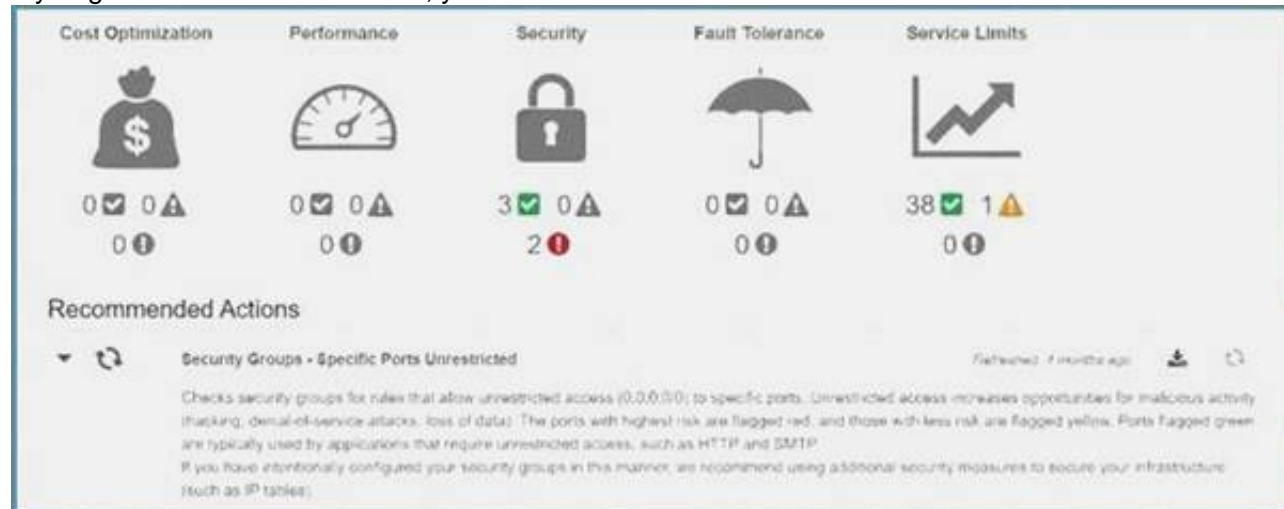 Cost Optimization Performance Security Fault Tolerance Service Limits
$
0 0 0 0 3 0 0 0 38 1
0 0 2 0 0
Recommended Actions
Security Groups - Specific Ports Unrestricted Refreshed: months ago
Checks security groups for rules that allow unrestricted access (0.0.0.0/0) to specific ports. Unrestricted access increases opportunities for malicious activity
(hacking, denial-of-service attacks, loss of data). The ports with highest risk are flagged red, and those with less risk are flagged yellow. Ports flagged green
are typically used by applications that require unrestricted access, such as HTTP and SMTP.
If you have intentionally configured your security groups in this manner, we recommend using additional security measures to secure your infrastructure
(such as IP tables).